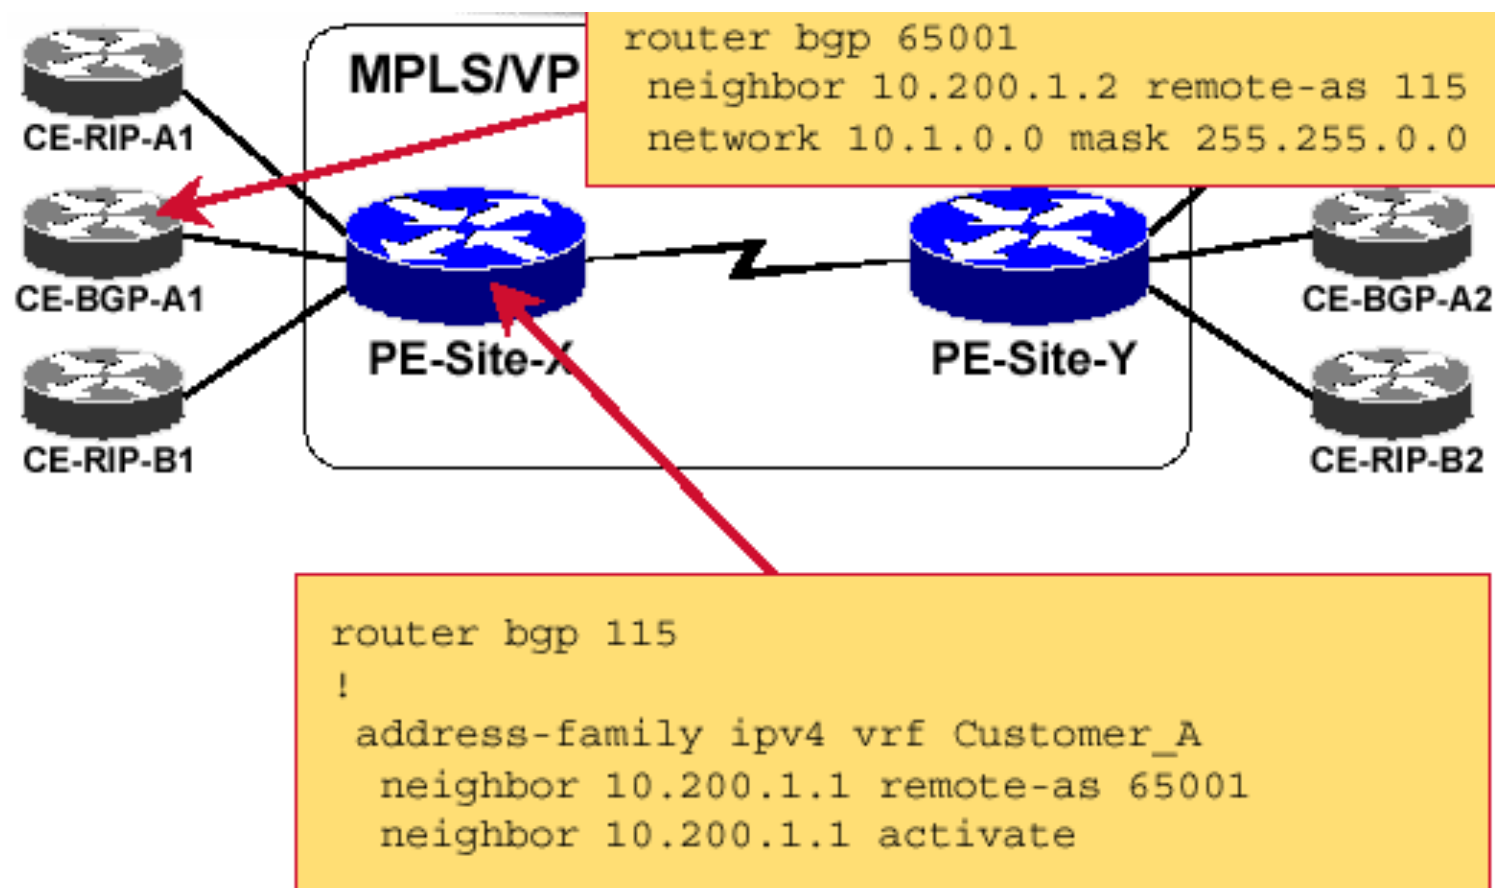 router bgp 65001
neighbor 10.200.1.2 remote-as 115
network 10.1.0.0 mask 255.255.0.0
MPLS/VP
CE-RIP-A1
CE-BGP-A1
CE-BGP-A2
PE-Site-X
PE-Site-Y
CE-RIP-B1
CE-RIP-B2
router bgp 115
!
address-family ipv4 vrf Customer_A
neighbor 10.200.1.1 remote-as 65001
neighbor 10.200.1.1 activate